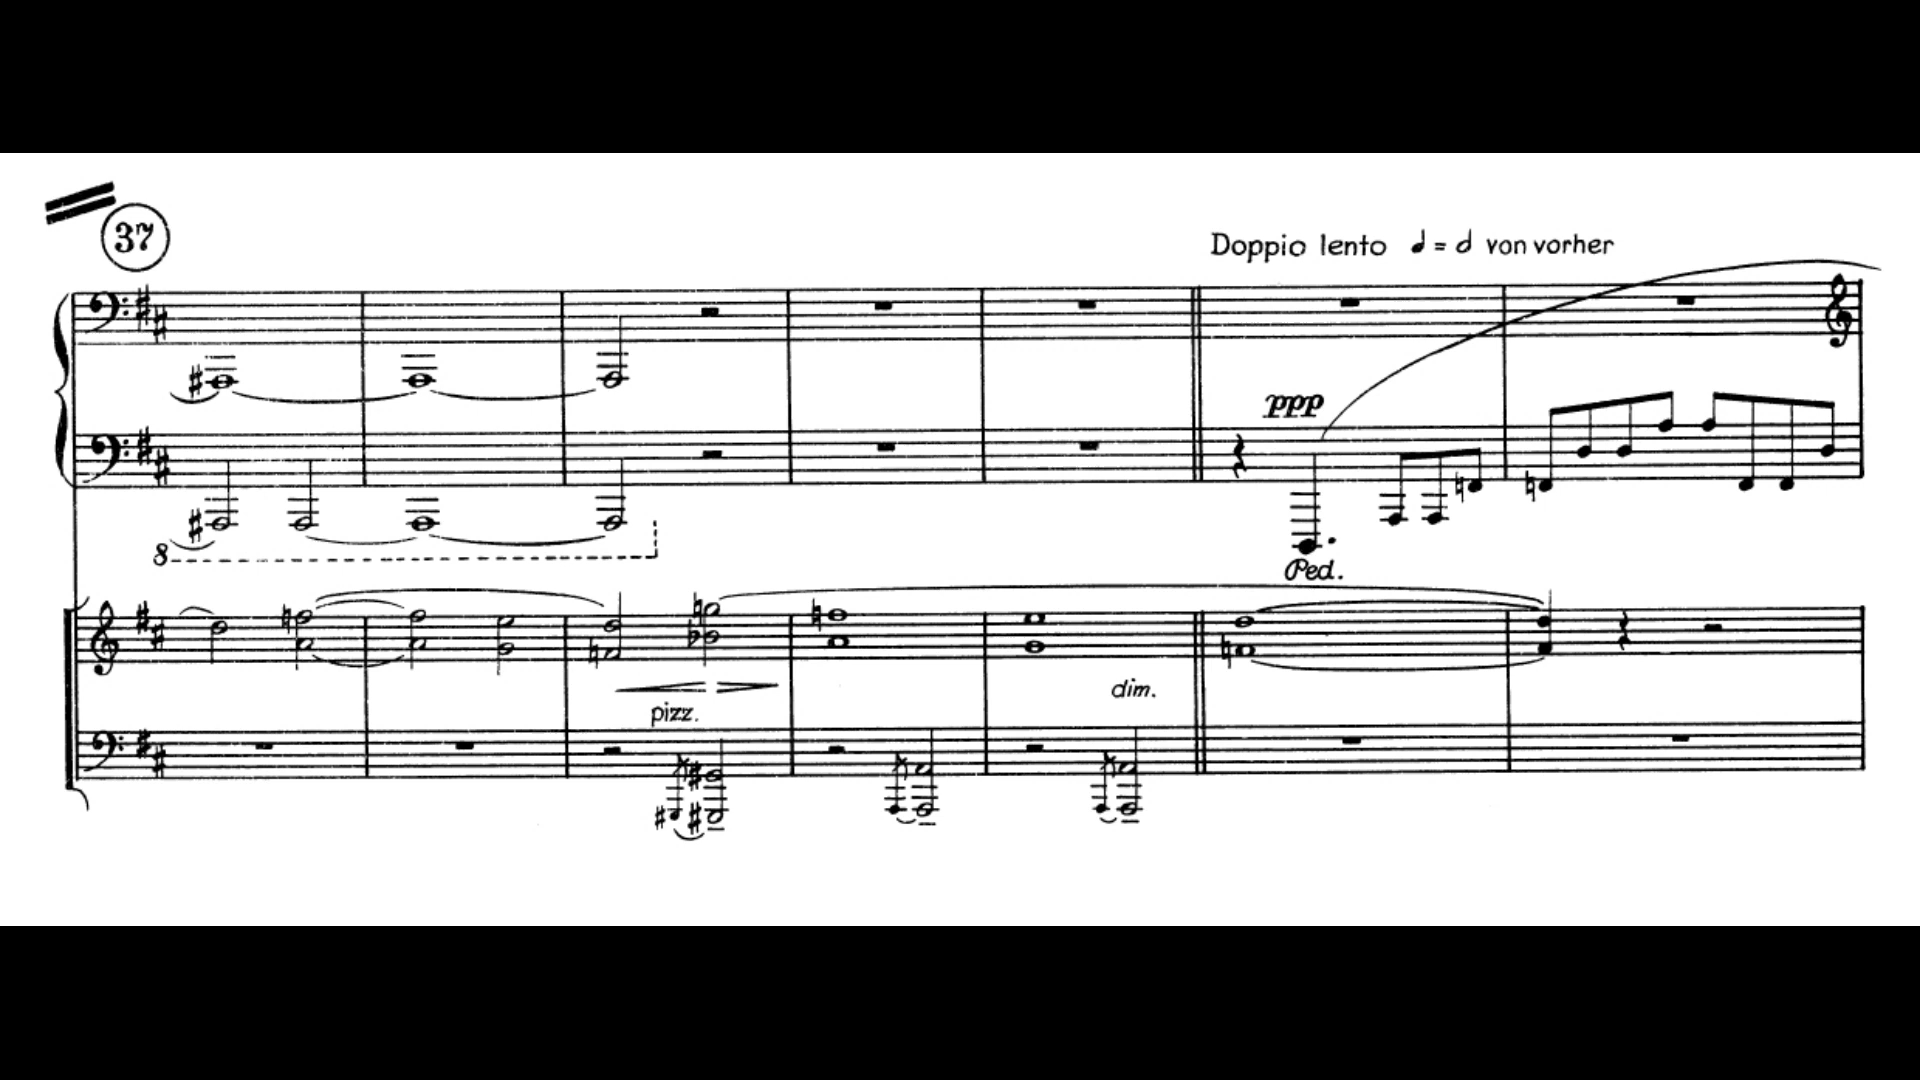 37
Doppio lento 𝅘𝅥 = 𝅗𝅥 von vorher
ppp
8
Ped.
dim.
pizz.